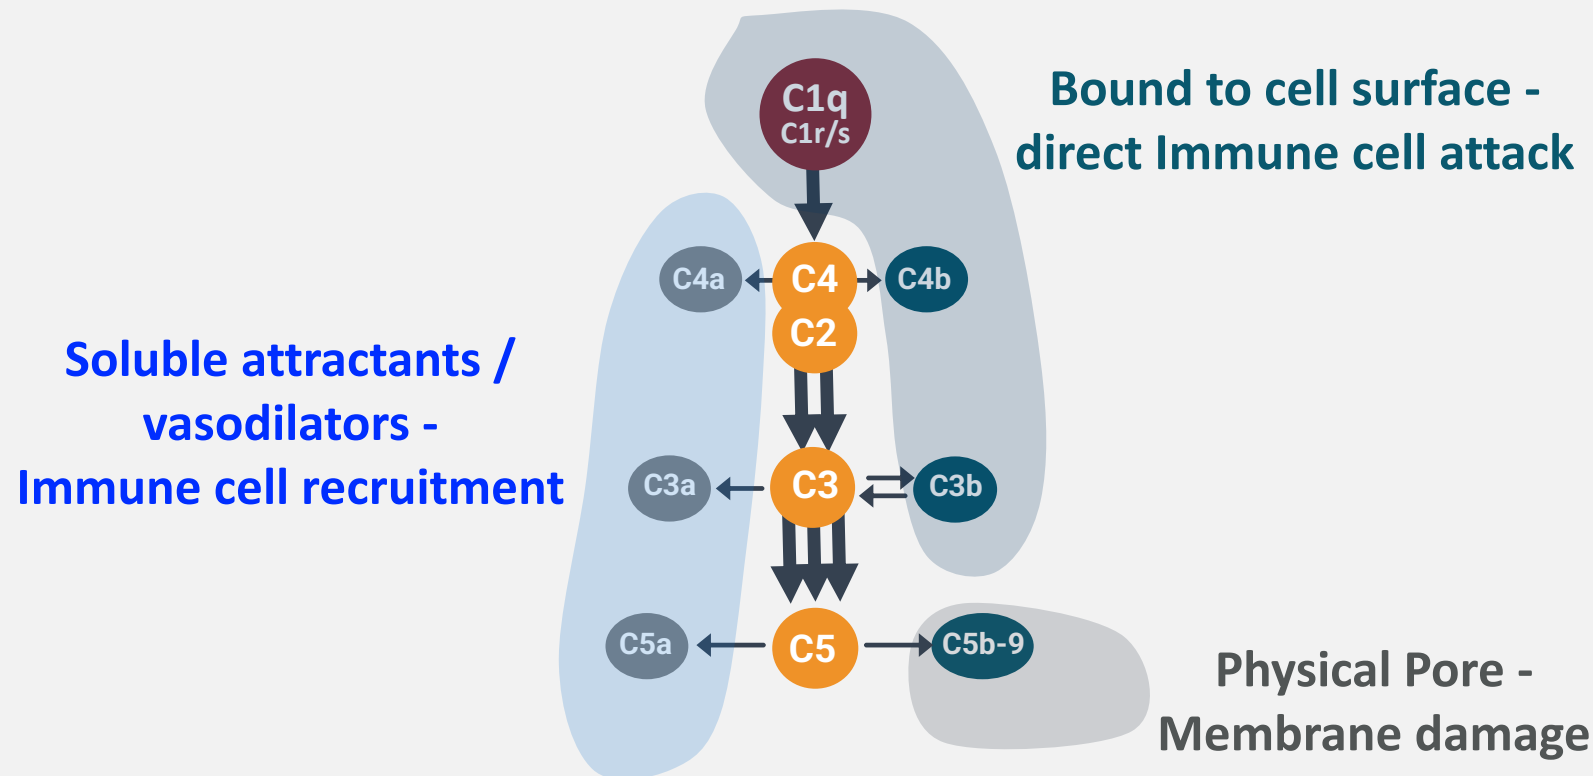 C1q
C1r/s
Bound to cell surface -
direct Immune cell attack
C4a
C4
C4b
C2
Soluble attractants /
vasodilators -
Immune cell recruitment
C3a
C3
C3b
C5a
C5
C5b-9
Physical Pore -
Membrane damage